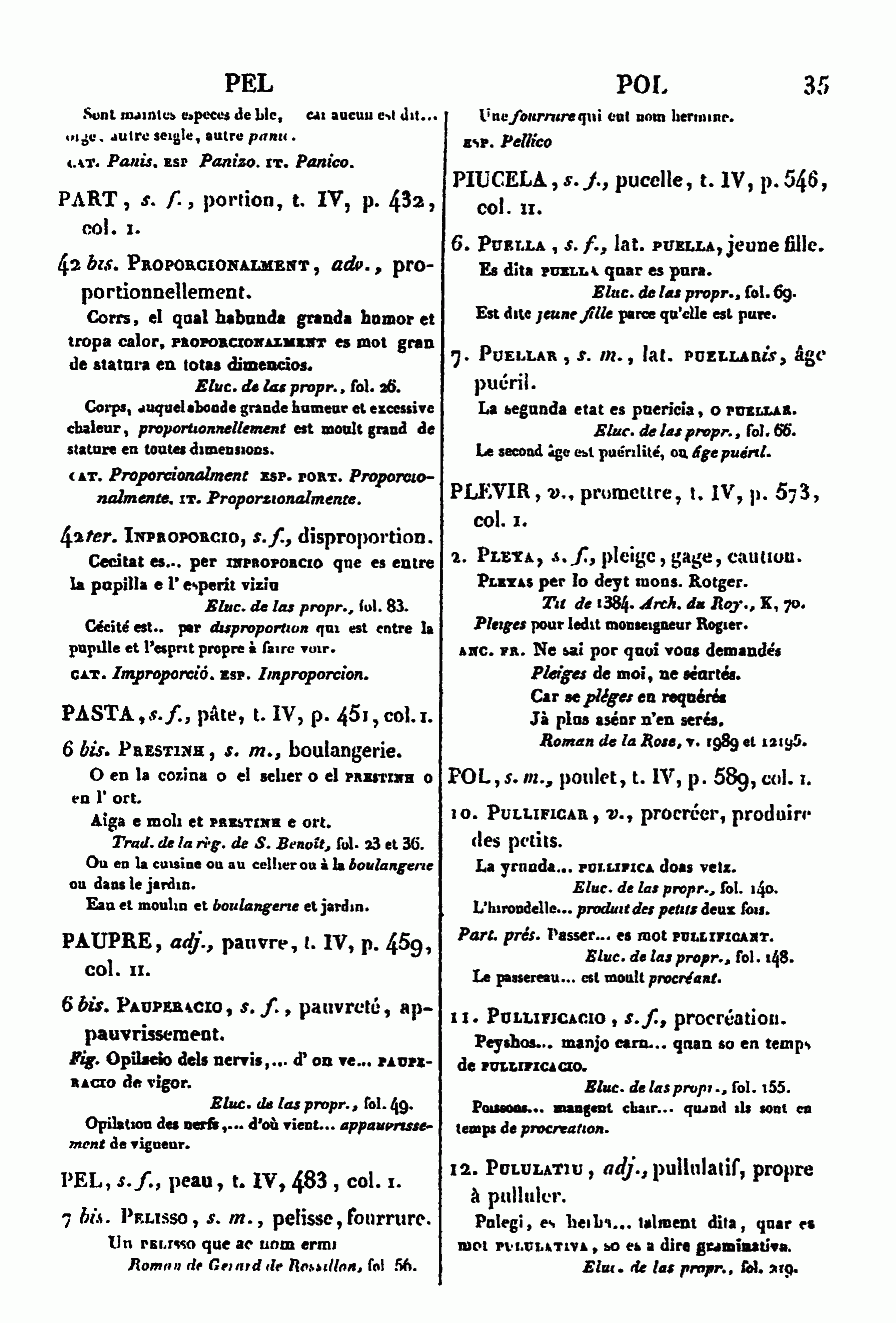 PEL
POL 35
Sont maintes especes de ble, car aucun est dit...
orge, autre seigle, autre panis.
CAT. Panis. ESP Panizo. IT. Panico.
PART, s. f., portion, t. IV, p. 432,
col. I.
42 bis. PROPORCIONALMENT, adv., pro-
portionnellement.
Corrs, el qual habunda granda humor et
tropa calor, PROPORCIONALMENT es mot gran
de statura en totas dimencios.
Eluc. de las propr., fol. 26.
Corps, auquel abonde grande humeur et excessive
chaleur, proportionnellement est moult grand de
stature en toutes dimensions.
CAT. Proporcionalment ESP. PORT. Proporcio-
nalmente. IT. Proporzionalmente.
42 ter. INPROPORCIO, s. f., disproportion.
Cecitat es... per INPROPORCIO que es entre
la pupilla e l' esperit viziu
Eluc. de las propr., fol. 83.
Cécité est.. par disproportion qui est entre la
pupille et l'esprit propre à faire voir.
CAT. Improporció. ESP. Improporcion.
PASTA, s. f., pâte, t. IV, p. 451, col. I.
6 bis. PRESTINH, s. m., boulangerie.
O en la cozina o el selier o el PRESTINH o
en l' ort.
Aiga e moli et PRESTINH e ort.
Trad. de la règ. de S. Benoît, fol. 23 et 36.
Ou en la cuisine ou au cellier ou à la boulangerie
ou dans le jardin.
Eau et moulin et boulangerie et jardin.
PAUPRE, adj., pauvre, t. IV, p. 459,
col. II.
6 bis. PAUPERACIO, s. f., pauvreté, ap-
pauvrissement.
Fig. Opilacio dels nervis,... d' on ve... PAUPE-
RACIO de vigor.
Eluc. de las propr., fol. 49.
Opilation des nerfs,... d'où vient... appauvrisse-
ment de vigueur.
PEL, s. f., peau, t. IV, 483, col. I.
7 bis. PELISSO, s. m., pelisse, fourrure.
Un PELISSO que ac nom ermi
Roman de Gerard de Rossillon, fol 56.
Une fourrure qui eut nom hermine.
ESP. Pellico
PIUCELA, s. f., pucelle, t. IV, p. 546,
col. II.
6. PUELLA, s. f., lat. PUELLA, jeune fille.
Es dita PUELLA quar es pura.
Eluc. de las propr., fol. 69.
Est dite jeune fille parce qu'elle est pure.
7. PUELLAR, s. m., lat. PUELLARis, âge
puéril.
La segunda etat es puericia, o PUELLAR.
Eluc. de las propr., fol. 66.
Le second âge est puérilité, ou âge puéril.
PLEVIR, v., promettre, t. IV, p. 573,
col. I.
2. PLEYA, s. f., pleige, gage, caution.
PLEYAS per lo deyt mons. Rotger.
Tit de 1384. Arch. du Roy., K, 70.
Pleiges pour ledit monseigneur Rogier.
ANC. FR. Ne sai por quoi vous demandés
Pleiges de moi, ne séartés.
Car se pléges en requérés
Jà plus aséur n'en serés.
Roman de la Rose, v. 1989 et 12195.
POL, s. m., poulet, t. IV, p. 589, col. I.
10. PULLIFICAR, v., procréer, produire
des petits.
La yrunda... PULLIFICA doas vetz.
Eluc. de las propr., fol. 140.
L'hirondelle... produit des petits deux fois.
Part. prés. Passer... es mot PULLIFICANT.
Eluc. de las propr., fol. 148.
Le passereau... est moult procréant.
11. PULLIFICACIO, s. f., procréation.
Peyshos... manjo carn... quan so en temps
de PULLIFICACIO.
Eluc. de las propr., fol. 155.
Poissons... mangent chair... quand ils sont en
temps de procreation.
12. PULULATIU, adj., pullulatif, propre
à pulluler.
Pulegi, es herba... talment dita, quar es
mot PULULATIVA, so es a dire graminativa.
Eluc. de las propr., fol. 219.